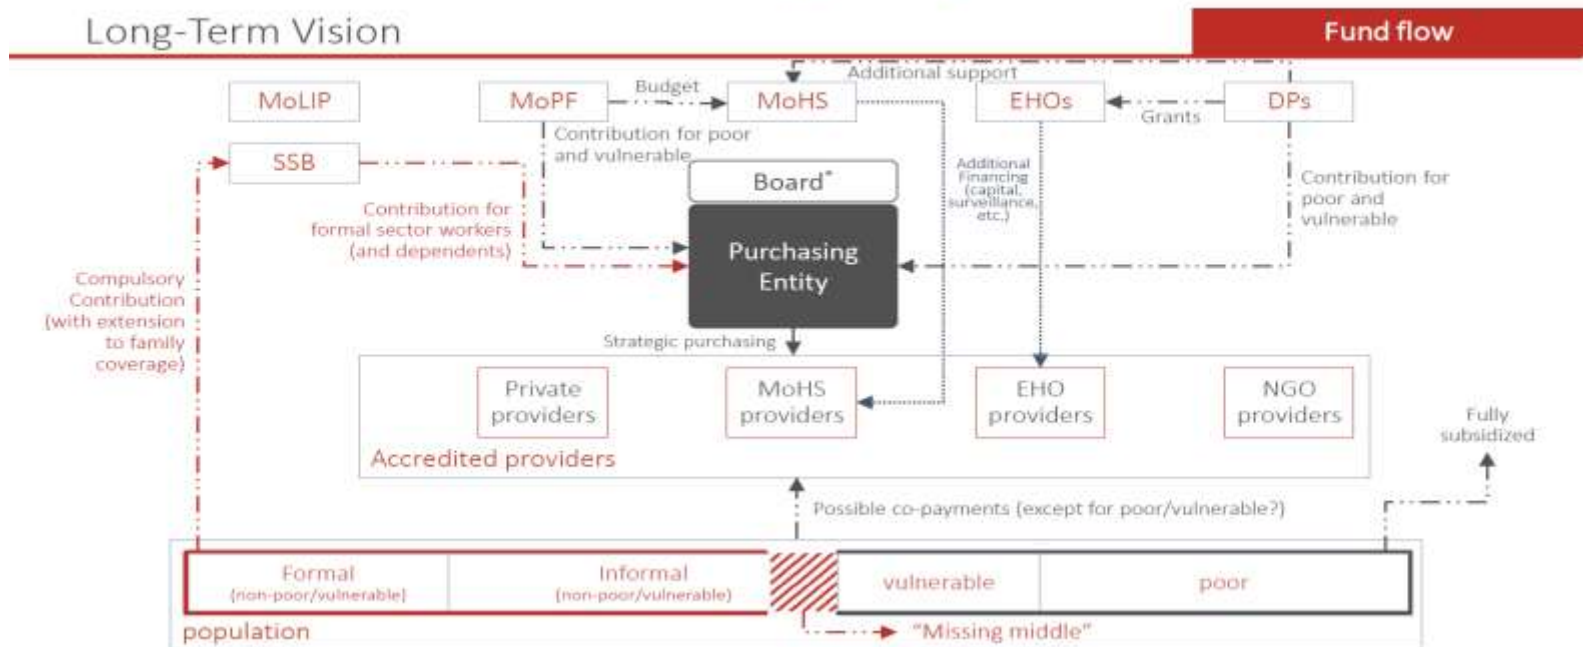 Long-Term Vision
Fund flow
Additional support
MoLIP
MoPF
Budget
MoHS
EHOs
Grants
DPs
Contribution for poor
and vulnerable
SSB
Board*
Additional
Financing
(capital,
surveillance,
etc.)
Contribution for
poor and
vulnerable
Contribution for
formal sector workers
(and dependents)
Purchasing
Entity
Compulsory
Contribution
(with extension
to family
coverage)
Strategic purchasing
Private
providers
MoHS
providers
EHO
providers
NGO
providers
Accredited providers
Fully
subsidized
Possible co-payments (except for poor/vulnerable?)
Formal
(non-poor/vulnerable)
Informal
(non-poor/vulnerable)
vulnerable
poor
population
"Missing middle"